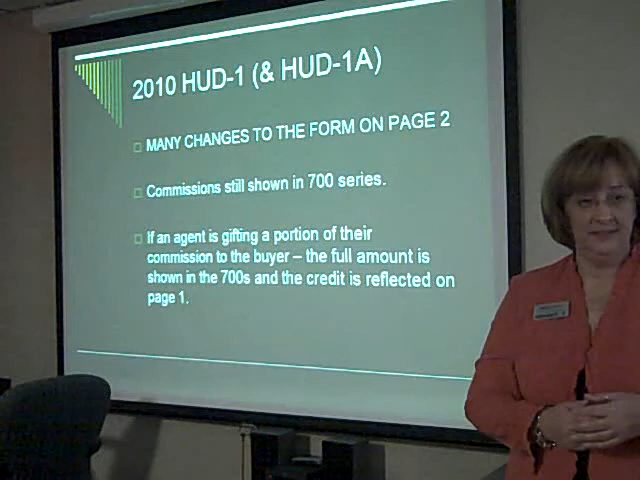 2010 HUD-1 (& HUD-1A)
MANY CHANGES TO THE FORM ON PAGE 2
Commissions still shown in 700 series.
If an agent is gifting a portion of their
commission to the buyer – the full amount is
shown in the 700s and the credit is reflected on
page 1.